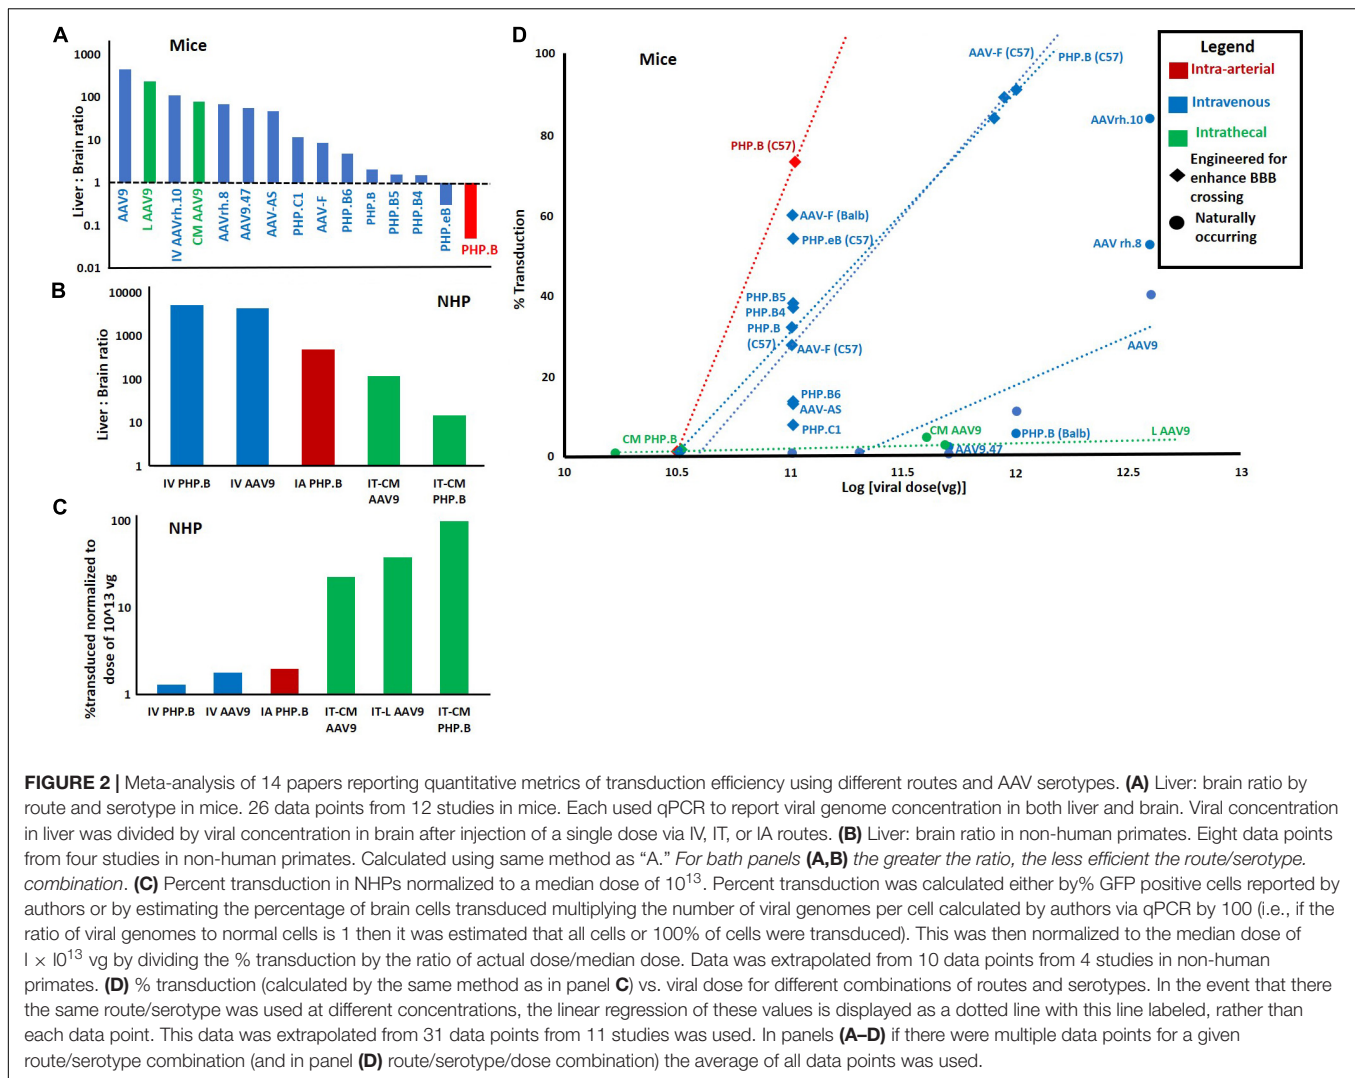 A
Mice
1000
100
10
1
0.1
0.01
Liver : Brain ratio
AAV9
L AAV9
IV AAVrh.10
CM AAV9
AAVrh.8
AAV9.47
AAV-AS
PHP.C1
AAV-F
PHP.B6
PHP.B
PHP.B5
PHP.B4
PHP.eB
PHP.B
B
NHP
10000
1000
100
10
1
Liver : Brain ratio
IV PHP.B
IV AAV9
IA PHP.B
IT-CM
AAV9
IT-CM
PHP.B
C
NHP
100
10
1
%transduced normalized to
dose of 10^13 vg
IV PHP.B
IV AAV9
IA PHP.B
IT-CM
AAV9
IT-L AAV9
IT-CM
PHP.B
D
Mice
100
80
60
40
20
0
% Transduction
10
10.5
11
11.5
12
12.5
13
Log [viral dose(vg)]
AAV-F (C57)
PHP.B (C57)
PHP.B (C57)
AAV-F (Balb)
PHP.eB (C57)
PHP.B5
PHP.B4
PHP.B
(C57)
AAV-F (C57)
PHP.B6
AAV-AS
PHP.C1
CM PHP.B
CM AAV9
AAV9.47
PHP.B (Balb)
L AAV9
AAV9
AAVrh.10
AAV rh.8
Legend
Intra-arterial
Intravenous
Intrathecal
Engineered for
enhance BBB
crossing
Naturally
occurring
FIGURE 2 | Meta-analysis of 14 papers reporting quantitative metrics of transduction efficiency using different routes and AAV serotypes. (A) Liver: brain ratio by
route and serotype in mice. 26 data points from 12 studies in mice. Each used qPCR to report viral genome concentration in both liver and brain. Viral concentration
in liver was divided by viral concentration in brain after injection of a single dose via IV, IT, or IA routes. (B) Liver: brain ratio in non-human primates. Eight data points
from four studies in non-human primates. Calculated using same method as “A.” For bath panels (A,B) the greater the ratio, the less efficient the route/serotype.
combination. (C) Percent transduction in NHPs normalized to a median dose of 10¹³. Percent transduction was calculated either by% GFP positive cells reported by
authors or by estimating the percentage of brain cells transduced multiplying the number of viral genomes per cell calculated by authors via qPCR by 100 (i.e., if the
ratio of viral genomes to normal cells is 1 then it was estimated that all cells or 100% of cells were transduced). This was then normalized to the median dose of
I × I0¹³ vg by dividing the % transduction by the ratio of actual dose/median dose. Data was extrapolated from 10 data points from 4 studies in non-human
primates. (D) % transduction (calculated by the same method as in panel C) vs. viral dose for different combinations of routes and serotypes. In the event that there
the same route/serotype was used at different concentrations, the linear regression of these values is displayed as a dotted line with this line labeled, rather than
each data point. This data was extrapolated from 31 data points from 11 studies was used. In panels (A–D) if there were multiple data points for a given
route/serotype combination (and in panel (D) route/serotype/dose combination) the average of all data points was used.